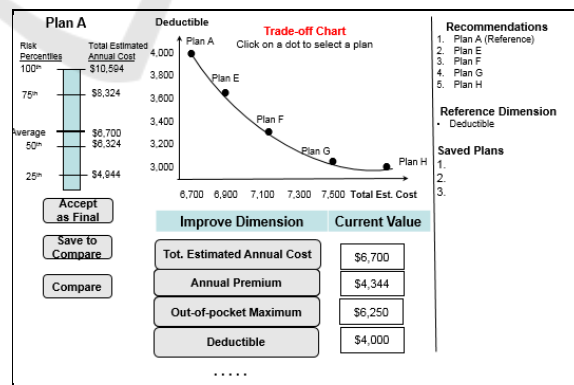 Plan A
Risk
Percentiles
Total Estimated
Annual Cost
100th
$10,594
75th
$8,324
Average
$6,700
50th
$6,324
25th
$4,944
Accept
as Final
Save to
Compare
Compare
Deductible
Trade-off Chart
Click on a dot to select a plan
4,000
3,800
3,600
3,400
3,200
3,000
Plan A
Plan E
Plan F
Plan G
Plan H
6,700 6,900 7,100 7,300 7,500 Total Est. Cost
Improve Dimension Current Value
Tot. Estimated Annual Cost $6,700
Annual Premium $4,344
Out-of-pocket Maximum $6,250
Deductible $4,000
. . . . .
Recommendations
1. Plan A (Reference)
2. Plan E
3. Plan F
4. Plan G
5. Plan H
Reference Dimension
• Deductible
Saved Plans
1.
2.
3.